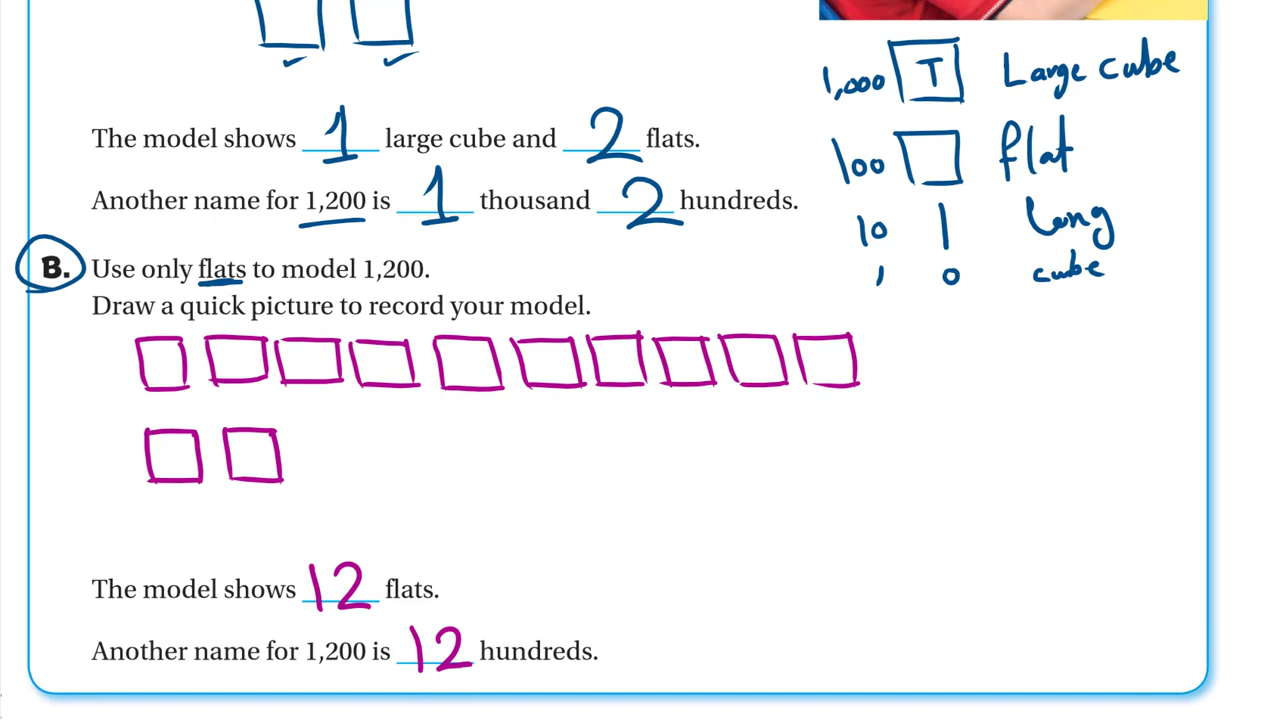 1,000 T Large cube
The model shows 1 large cube and 2 flats.
100 flat
Another name for 1,200 is 1 thousand 2 hundreds.
10 long
B. Use only flats to model 1,200.
1 cube
Draw a quick picture to record your model.
The model shows 12 flats.
Another name for 1,200 is 12 hundreds.